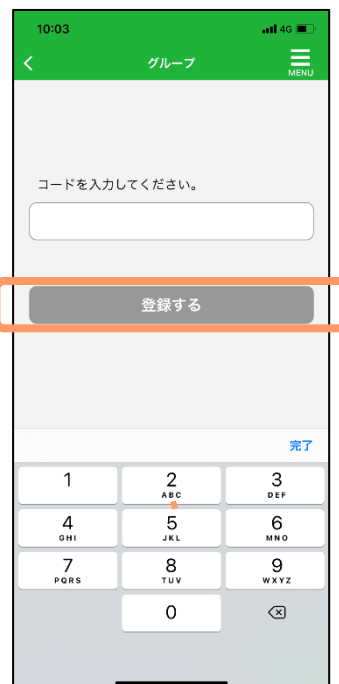 10:03
4G
グループ
MENU
コードを入力してください。
登録する
完了
1
2
ABC
3
DEF
4
GHI
5
JKL
6
MNO
7
PQRS
8
TUV
9
WXYZ
0